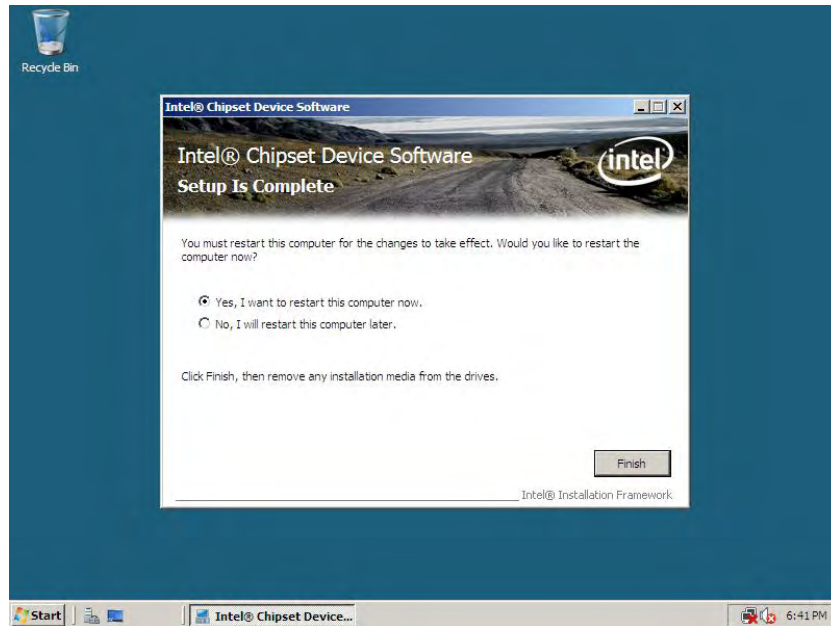 Recycle Bin
Intel® Chipset Device Software
Intel® Chipset Device Software
Setup Is Complete
intel
You must restart this computer for the changes to take effect. Would you like to restart the
computer now?
Yes, I want to restart this computer now.
No, I will restart this computer later.
Click Finish, then remove any installation media from the drives.
Finish
Intel® Installation Framework
Start
Intel® Chipset Device...
6:41 PM